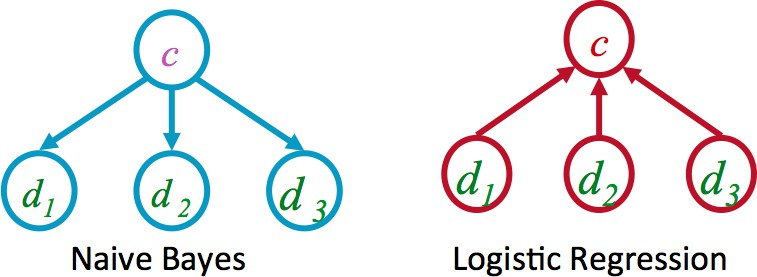 c
d1 d2 d3
Naive Bayes
c
d1 d2 d3
Logistic Regression